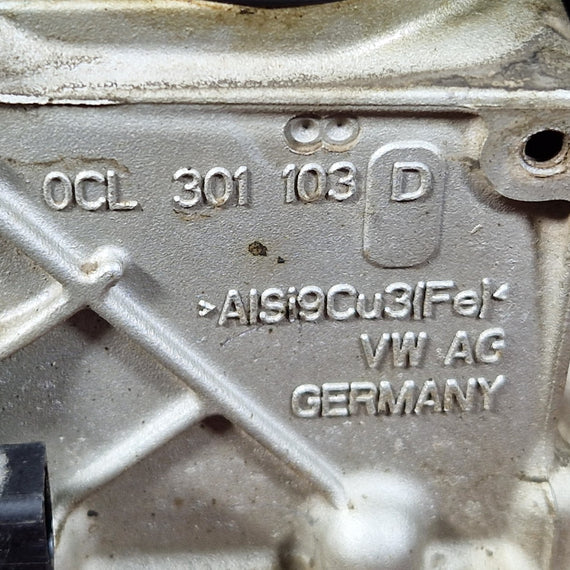 0CL 301 103 D
>AlSi9Cu3(Fe)<
VW AG
GERMANY